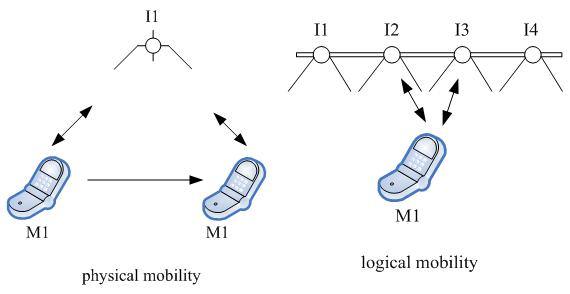 I1
M1
M1
physical mobility
I1
I2
I3
I4
M1
logical mobility